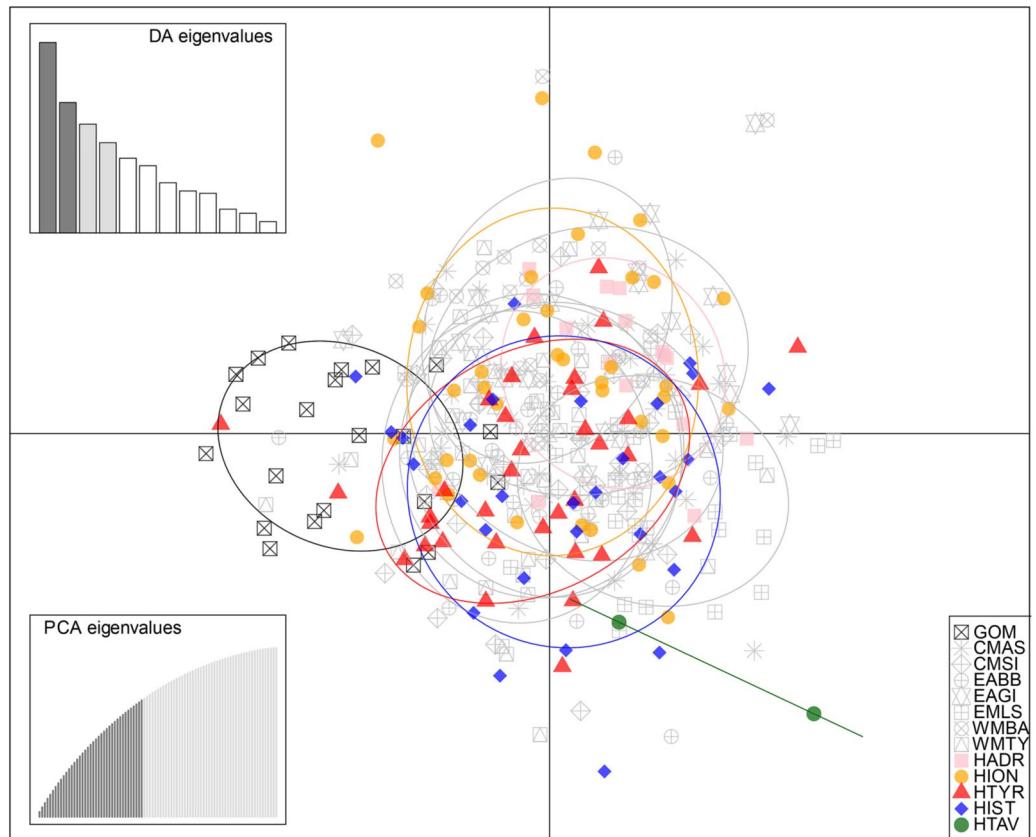 DA eigenvalues
PCA eigenvalues
GOM
CMAS
CMSI
EABB
EAGI
EMLS
WMBA
WMTY
HADR
HION
HTYR
HIST
HTAV